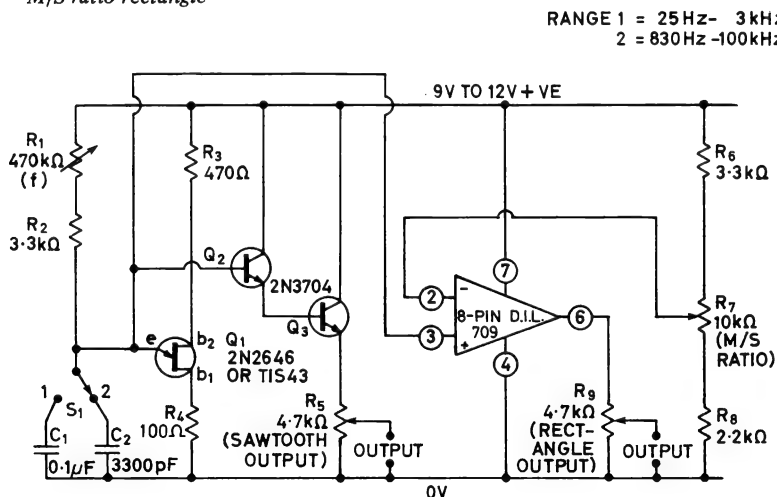 M/S ratio rectangle
RANGE 1 = 25Hz– 3kHz
2 = 830Hz–100kHz
9V TO 12V + VE
R1
470kΩ
(f)
R2
3·3kΩ
R3
470Ω
Q2
2N3704
Q3
e
b2
b1
Q1
2N2646
OR TIS43
1
2
S1
C1
0·1µF
C2
3300pF
R4
100Ω
R5
4·7kΩ
(SAWTOOTH
OUTPUT)
OUTPUT
2
3
7
4
6
–
+
8-PIN D.I.L.
709
R9
4·7kΩ
(RECT-
ANGLE
OUTPUT)
OUTPUT
R6
3·3kΩ
R7
10kΩ
(M/S
RATIO)
R8
2·2kΩ
0V